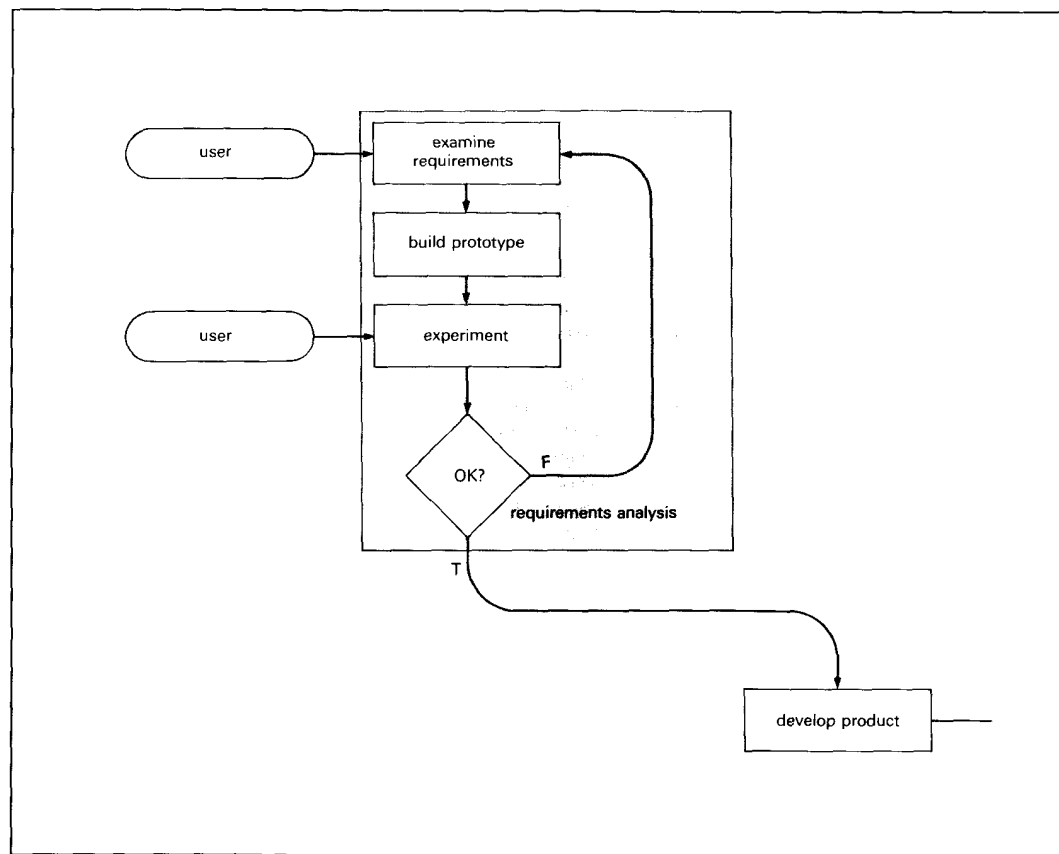 user
examine
requirements
build prototype
user
experiment
OK?
F
requirements analysis
T
develop product